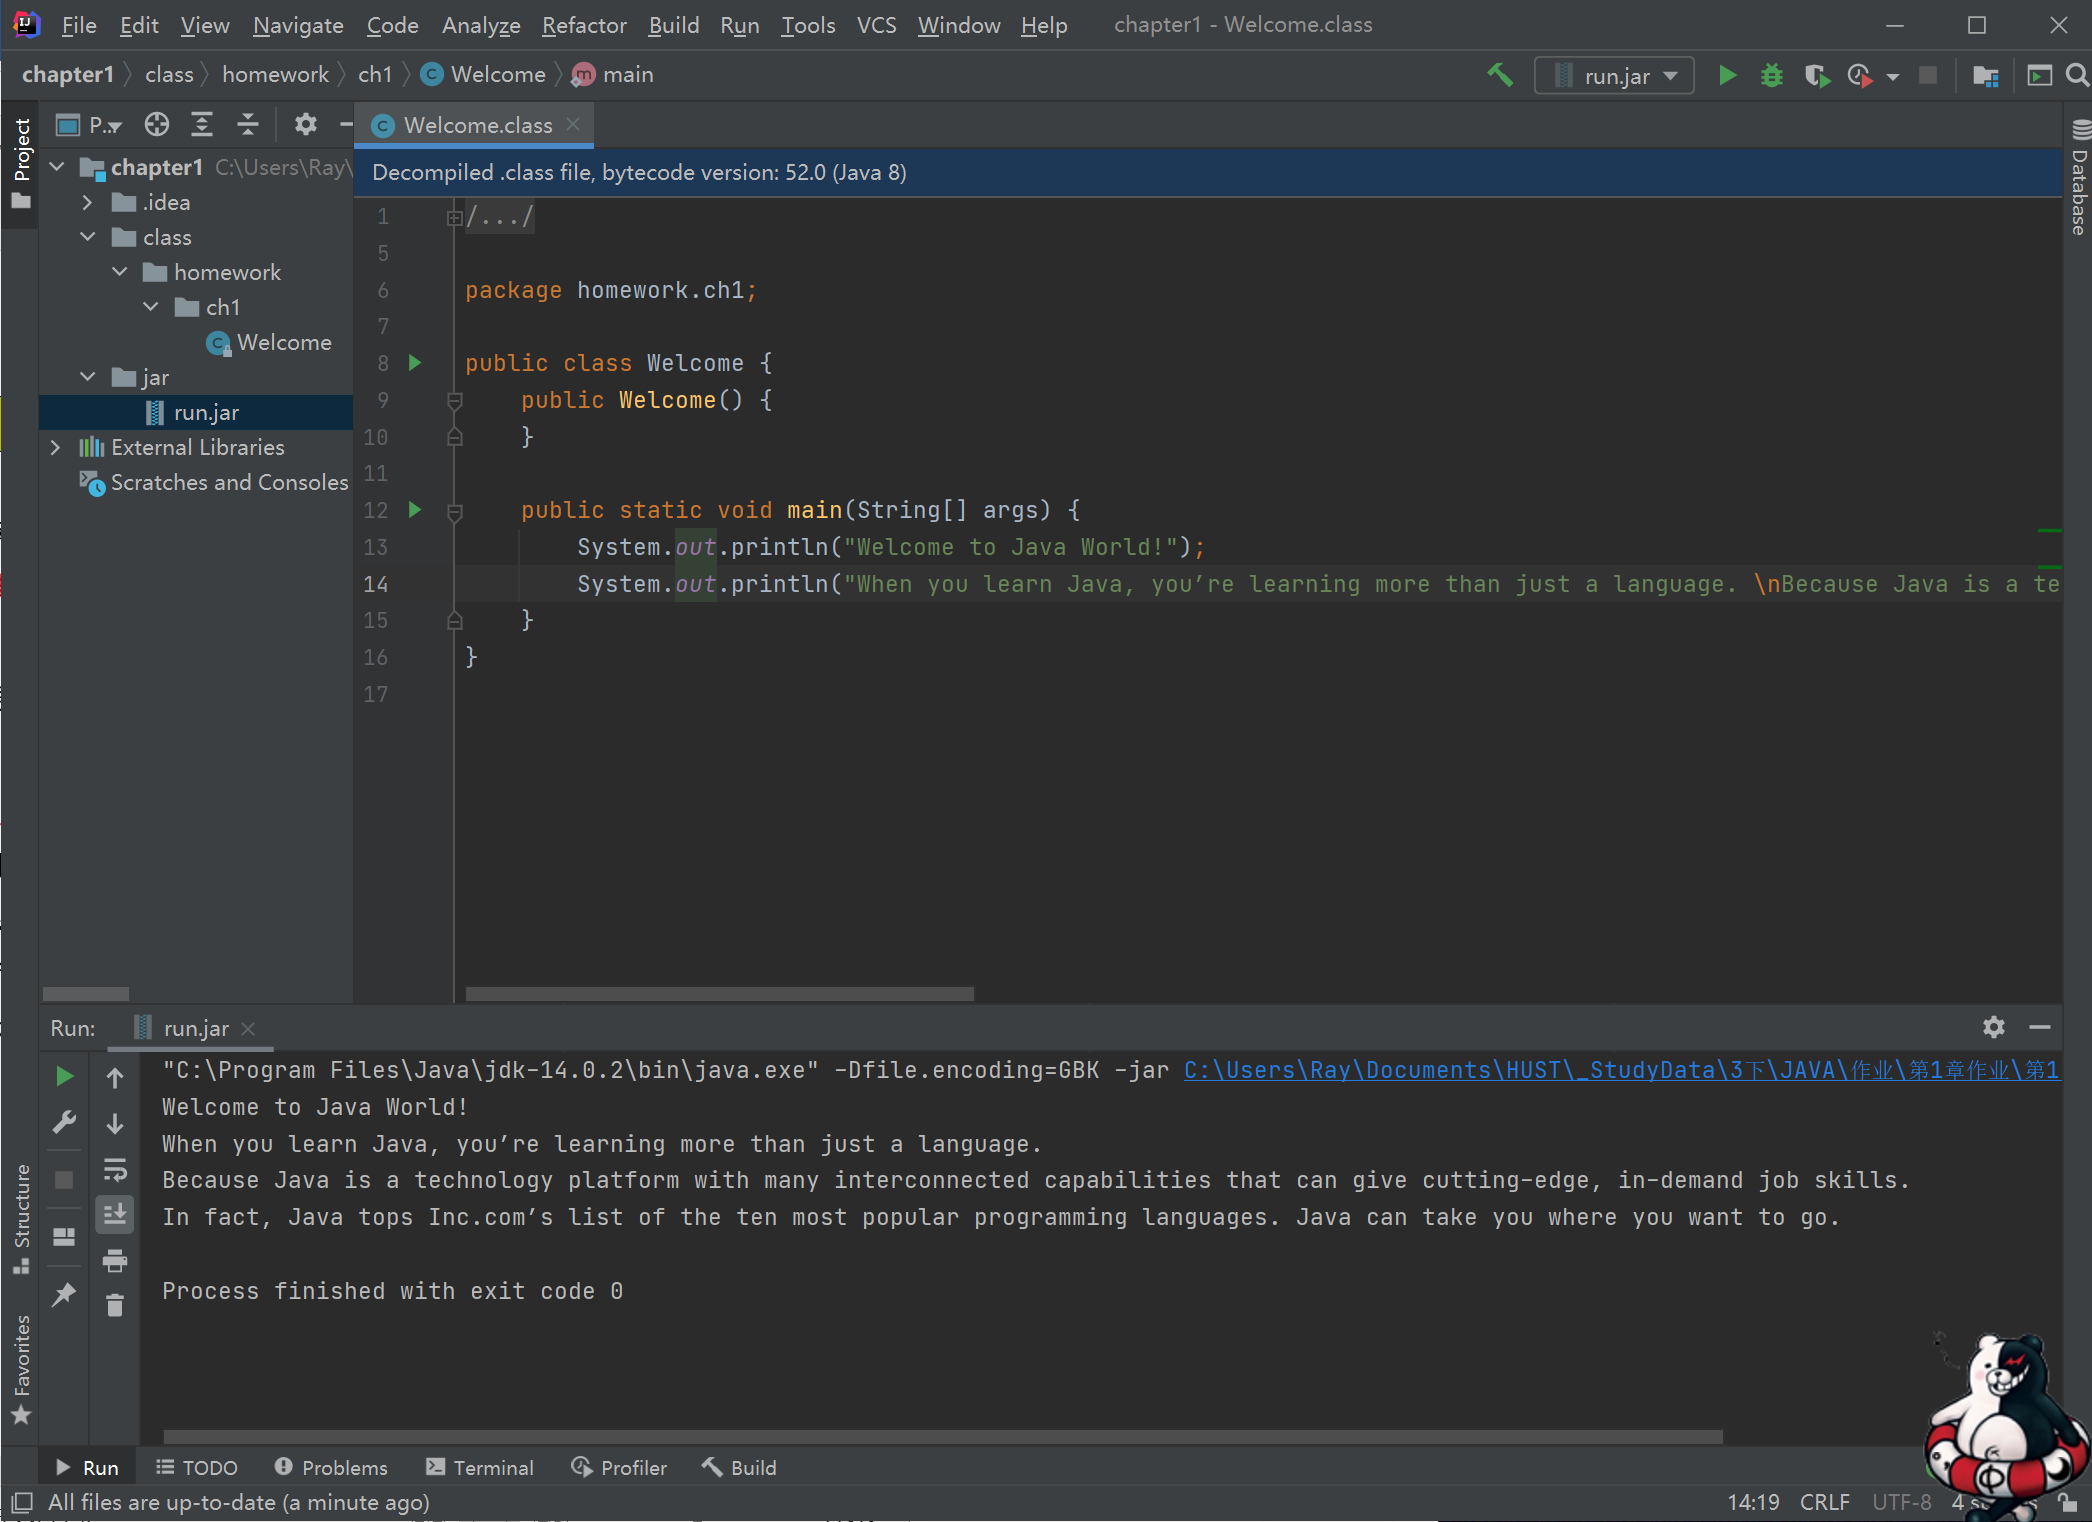 File Edit View Navigate Code Analyze Refactor Build Run Tools VCS Window Help chapter1 - Welcome.class
chapter1 class homework ch1 Welcome main run.jar
Project
P... Welcome.class
chapter1 C:\Users\Ray\
.idea
class
homework
ch1
Welcome
jar
run.jar
External Libraries
Scratches and Consoles
Decompiled .class file, bytecode version: 52.0 (Java 8)
1 /.../
5
6 package homework.ch1;
7
8 public class Welcome {
9 public Welcome() {
10 }
11
12 public static void main(String[] args) {
13 System.out.println("Welcome to Java World!");
14 System.out.println("When you learn Java, you’re learning more than just a language. \nBecause Java is a te
15 }
16 }
17
Database
Run: run.jar
"C:\Program Files\Java\jdk-14.0.2\bin\java.exe" -Dfile.encoding=GBK -jar C:\Users\Ray\Documents\HUST\_StudyData\3下\JAVA\作业\第1章作业\第1
Welcome to Java World!
When you learn Java, you’re learning more than just a language.
Because Java is a technology platform with many interconnected capabilities that can give cutting-edge, in-demand job skills.
In fact, Java tops Inc.com’s list of the ten most popular programming languages. Java can take you where you want to go.
Process finished with exit code 0
Structure
Favorites
Run TODO Problems Terminal Profiler Build
All files are up-to-date (a minute ago) 14:19 CRLF UTF-8 4